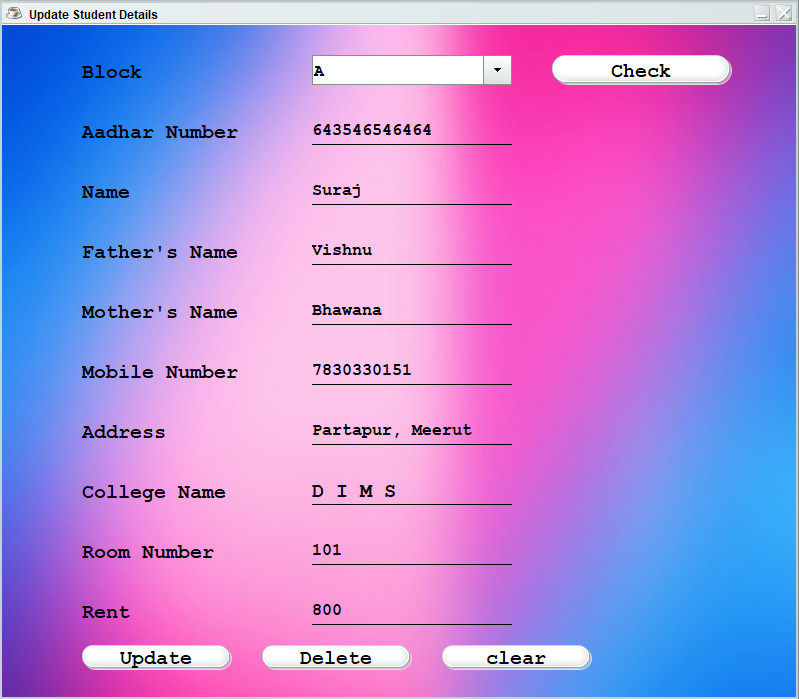 Update Student Details
Block A Check
Aadhar Number 643546546464
Name Suraj
Father's Name Vishnu
Mother's Name Bhawana
Mobile Number 7830330151
Address Partapur, Meerut
College Name D I M S
Room Number 101
Rent 800
Update Delete clear